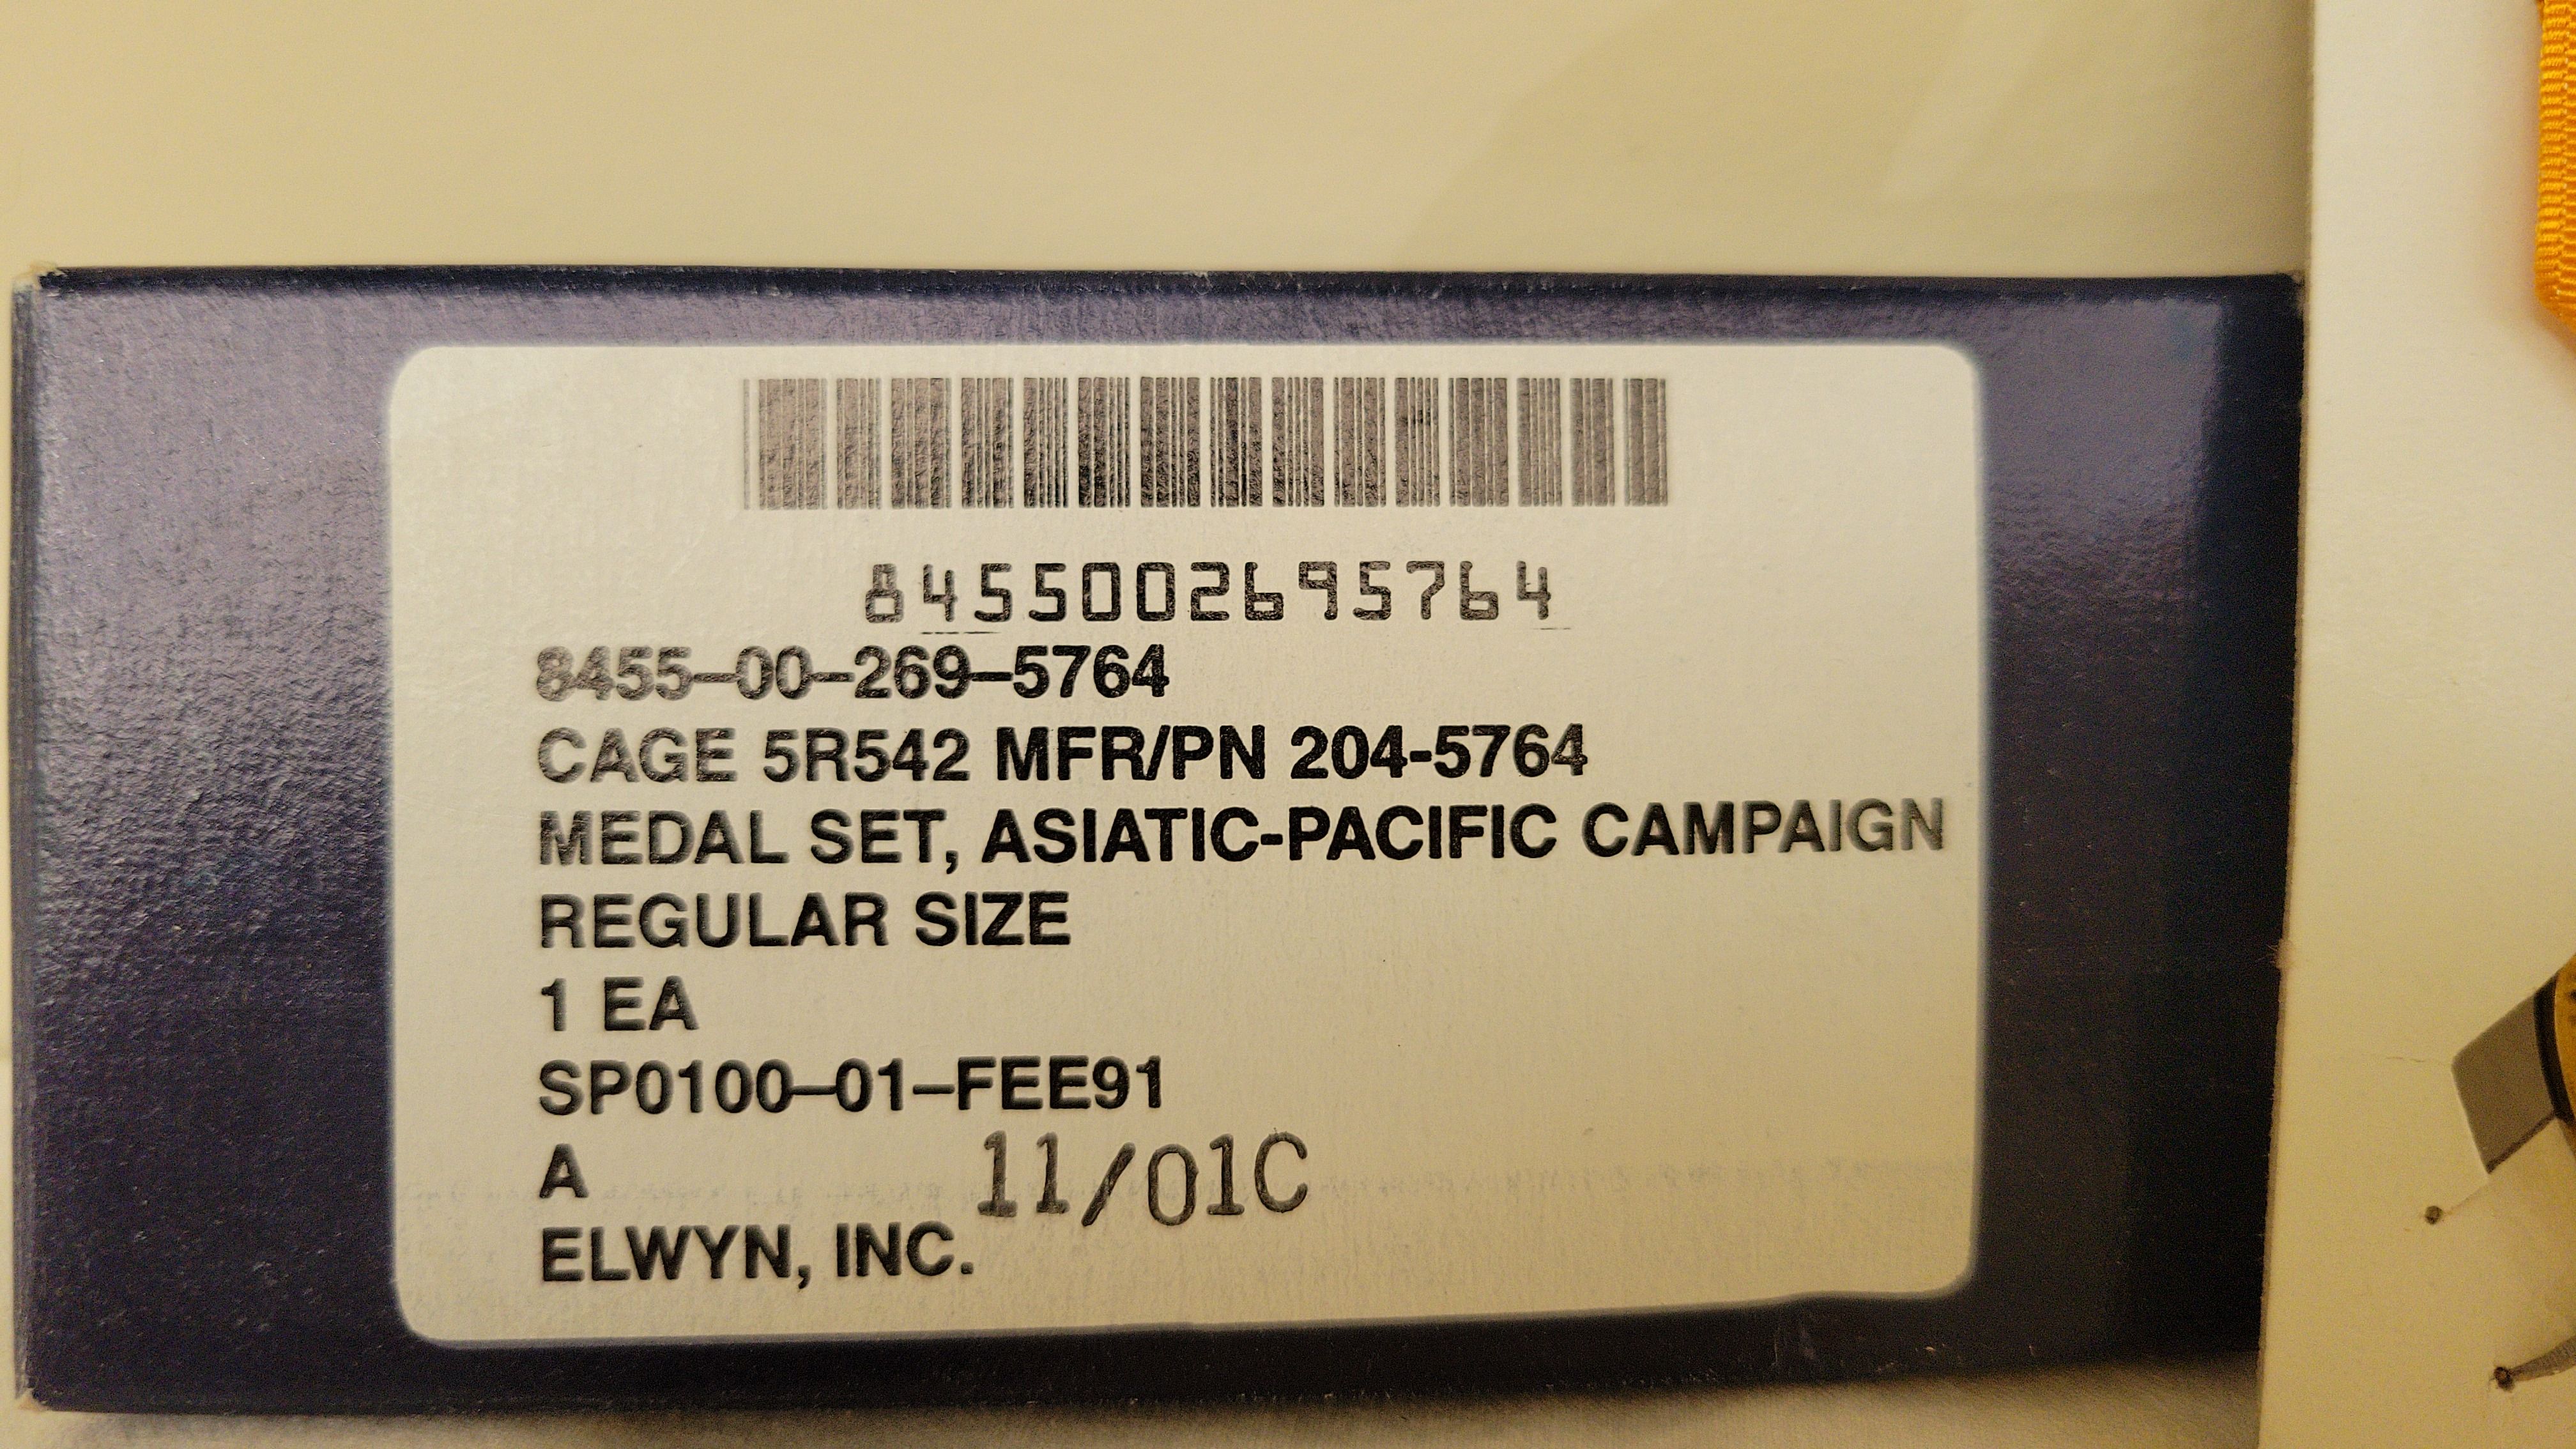 8455002695764
8455–00–269–5764
CAGE 5R542 MFR/PN 204-5764
MEDAL SET, ASIATIC-PACIFIC CAMPAIGN
REGULAR SIZE
1 EA
SP0100–01–FEE91
A
11/01C
ELWYN, INC.